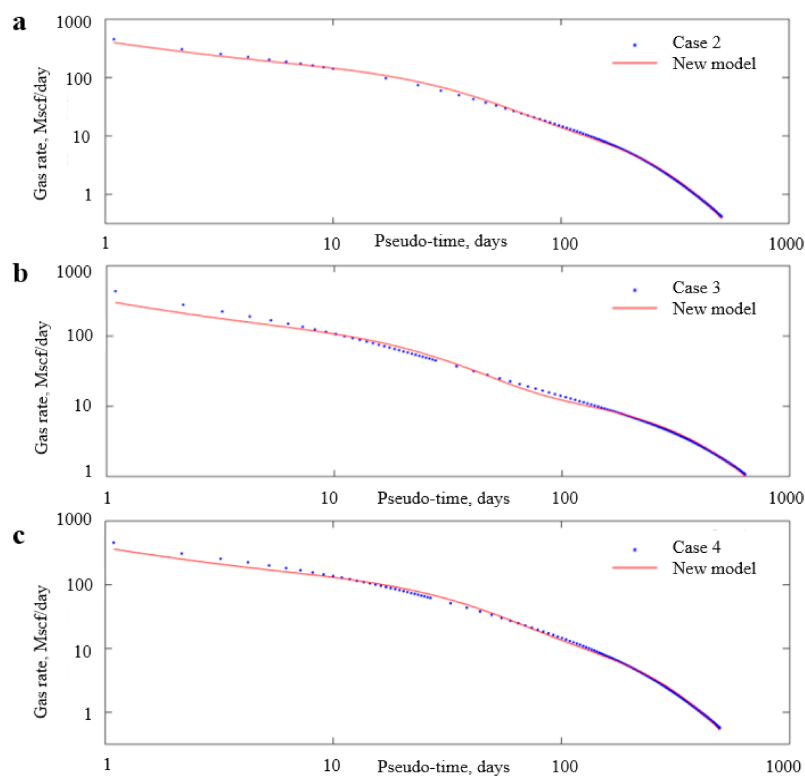 a
1000
100
10
1
Gas rate, Mscf/day
Case 2
New model
1
10
100
1000
Pseudo-time, days
b
1000
100
10
1
Gas rate, Mscf/day
Case 3
New model
1
10
100
1000
Pseudo-time, days
c
1000
100
10
1
Gas rate, Mscf/day
Case 4
New model
1
10
100
1000
Pseudo-time, days